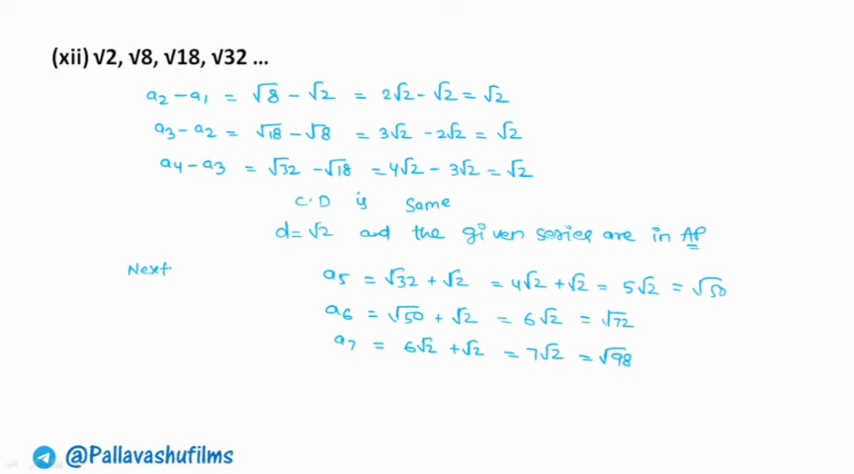 (xii) √2, √8, √18, √32 ...
a₂ - a₁ = √8 - √2 = 2√2 - √2 = √2
a₃ - a₂ = √18 - √8 = 3√2 - 2√2 = √2
a₄ - a₃ = √32 - √18 = 4√2 - 3√2 = √2
C.D is same
d = √2 and the given series are in AP
Next a₅ = √32 + √2 = 4√2 + √2 = 5√2 = √50
a₆ = √50 + √2 = 6√2 = √72
a₇ = 6√2 + √2 = 7√2 = √98
@Pallavashufilms